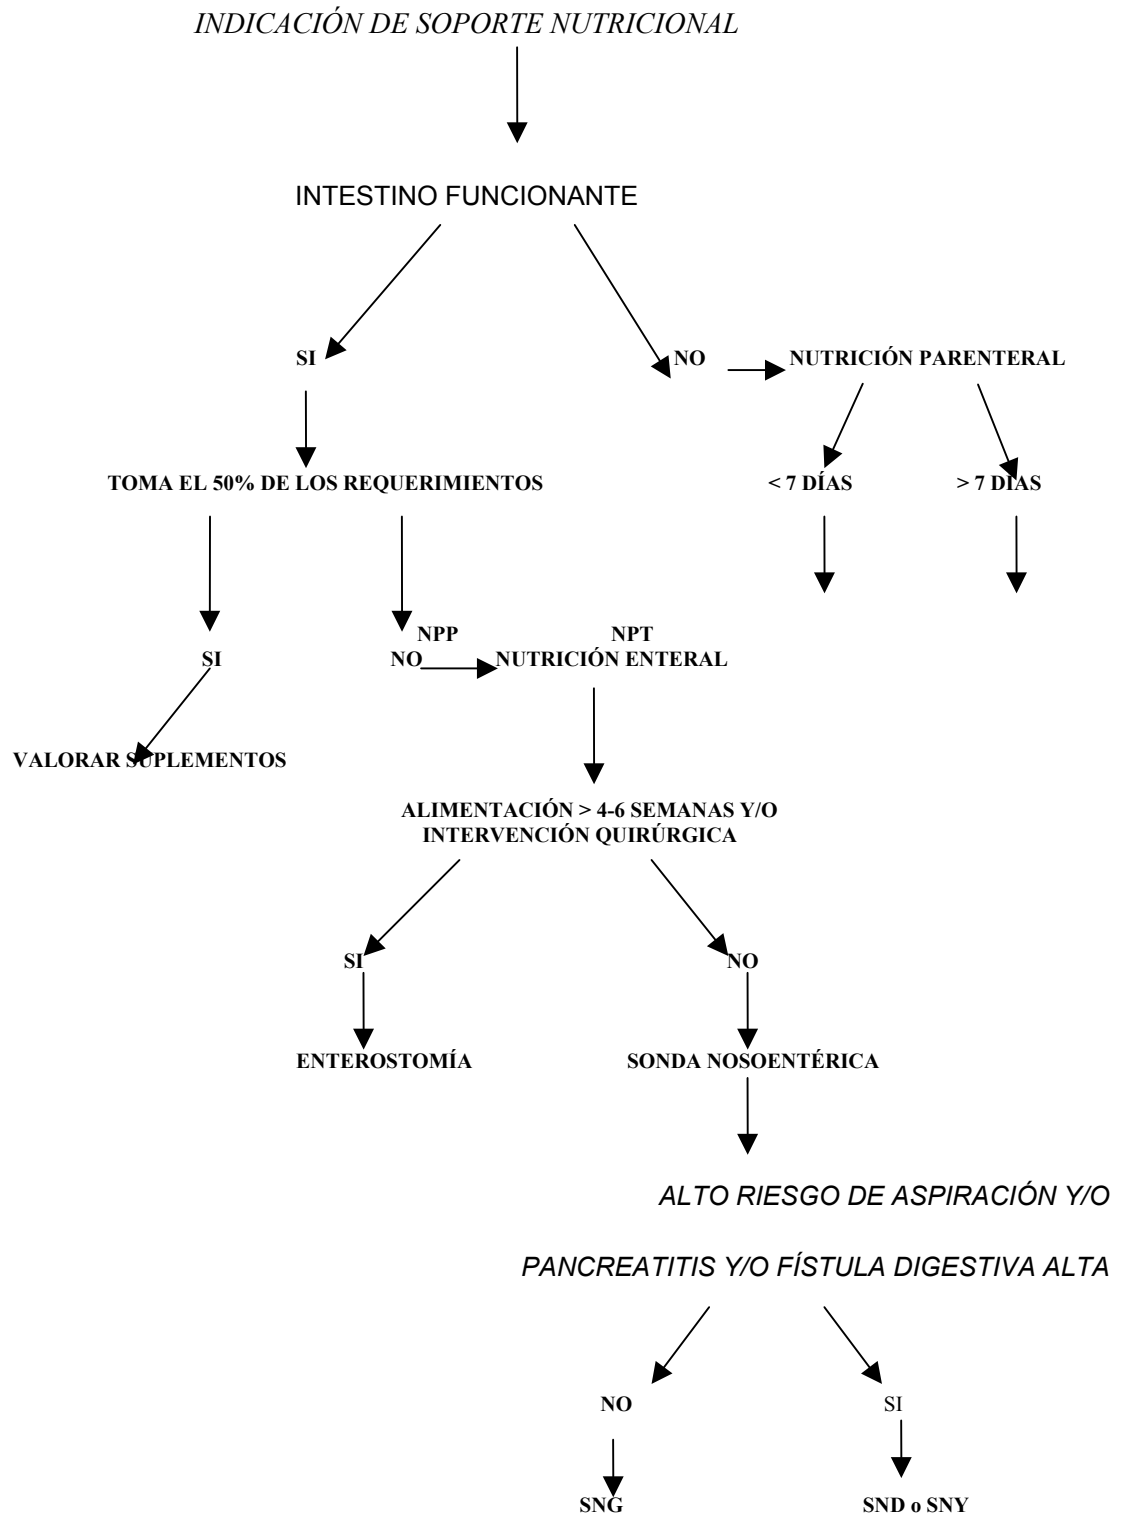 INDICACIÓN DE SOPORTE NUTRICIONAL
INTESTINO FUNCIONANTE
SI
NO
NUTRICIÓN PARENTERAL
TOMA EL 50% DE LOS REQUERIMIENTOS
< 7 DÍAS
> 7 DÍAS
NPP
NPT
SI
NO
NUTRICIÓN ENTERAL
VALORAR SUPLEMENTOS
ALIMENTACIÓN > 4-6 SEMANAS Y/O
INTERVENCIÓN QUIRÚRGICA
SI
NO
ENTEROSTOMÍA
SONDA NOSOENTÉRICA
ALTO RIESGO DE ASPIRACIÓN Y/O
PANCREATITIS Y/O FÍSTULA DIGESTIVA ALTA
NO
SI
SNG
SND o SNY